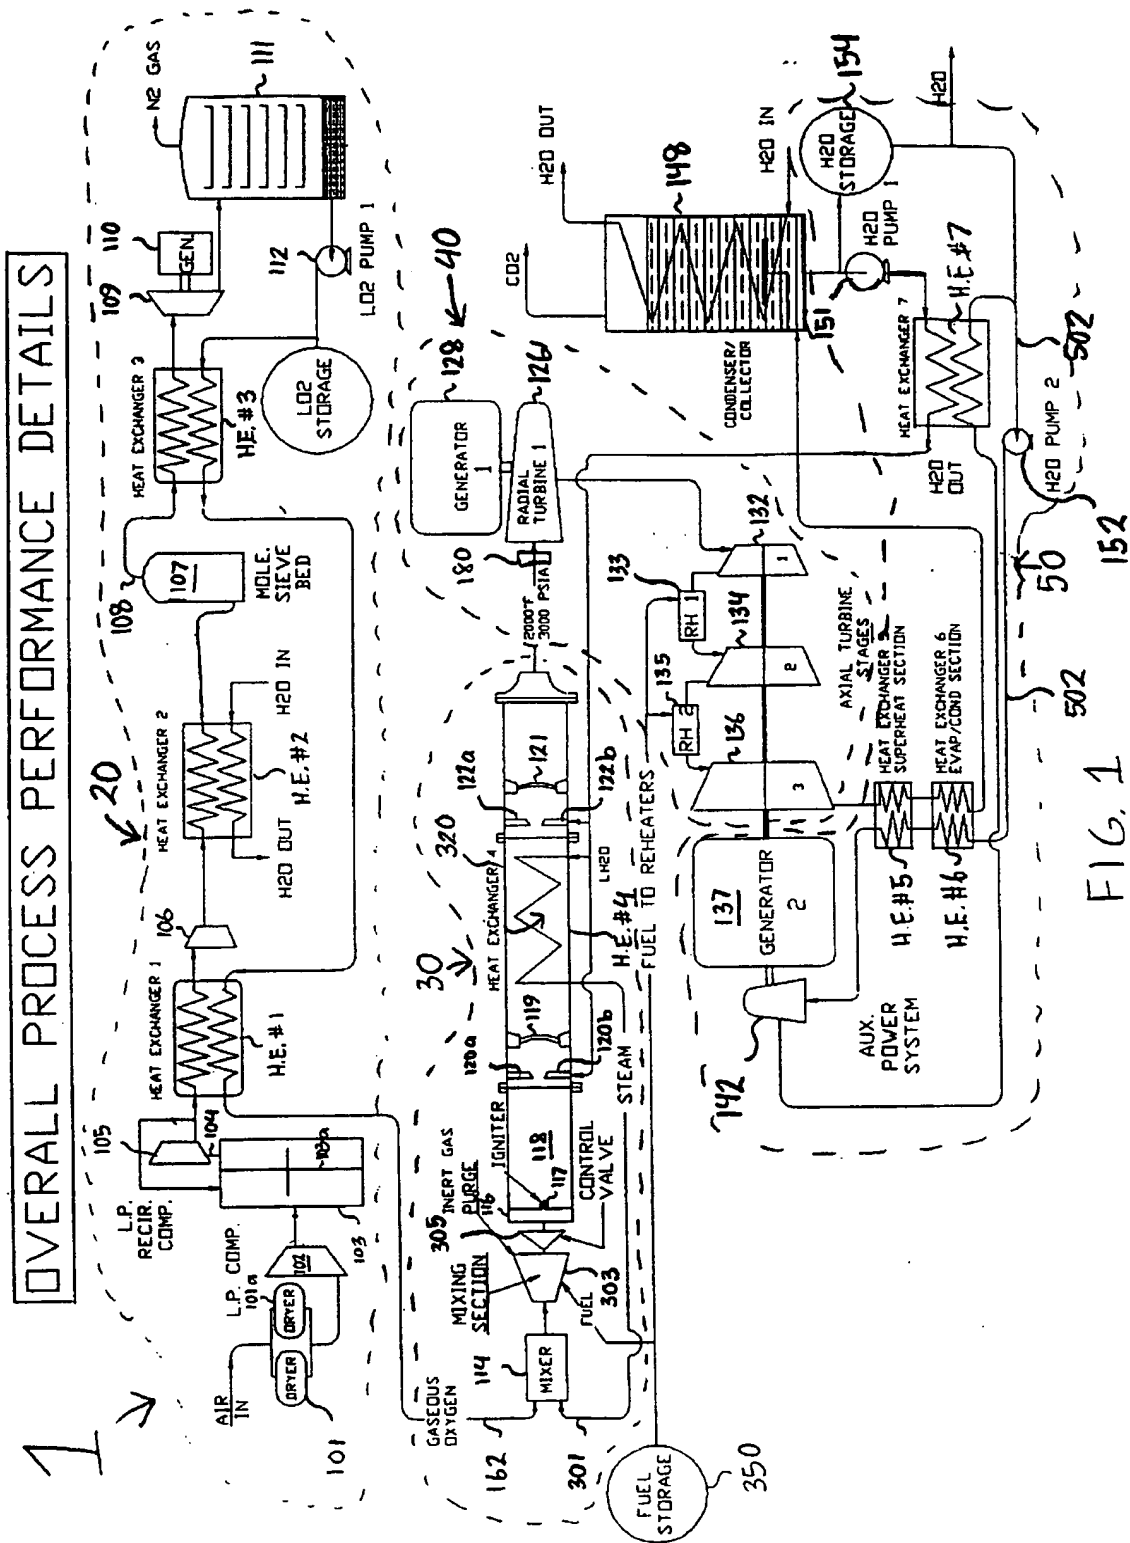 OVERALL PROCESS PERFORMANCE DETAILS
1
20
AIR
IN
101
DRYER
DRYER
L.P. COMP.
101a
102
103
103a
L.P.
RECIR.
COMP.
105
104
HEAT EXCHANGER 1
H.E.#1
106
HEAT EXCHANGER 2
H.E.#2
H2O OUT
H2O IN
108
107
MOLE.
SIEVE
BED
HEAT EXCHANGER 3
H.E.#3
109
110
GEN.
N2 GAS
111
112
LO2 PUMP 1
LO2
STORAGE
GASEOUS
OXYGEN
162
301
114
MIXER
MIXING
SECTION
305
INERT GAS
PURGE
116
IGNITER
118
117
CONTROL
VALVE
303
FUEL
STEAM
120a
119
120b
30
HEAT EXCHANGER 4
320
H.E.#4
LH2O
122a
121
122b
2000°F
3000 PSIA
180
GENERATOR
1
128
40
RADIAL
TURBINE 1
126
FUEL
STORAGE
350
FUEL TO REHEATERS
133
RH 1
132
1
134
2
135
RH 2
136
3
AXIAL TURBINE
STAGES
137
GENERATOR
2
142
AUX.
POWER
SYSTEM
HEAT EXCHANGER 5
SUPERHEAT SECTION
H.E.#5
HEAT EXCHANGER 6
EVAP/COND SECTION
H.E.#6
CO2
H2O OUT
148
H2O IN
CONDENSER/
COLLECTOR
151
H2O
PUMP 1
H2O
STORAGE
154
H2O
HEAT EXCHANGER 7
H.E.#7
H2O
OUT
H2O PUMP 2
502
502
50
152
FIG. 1